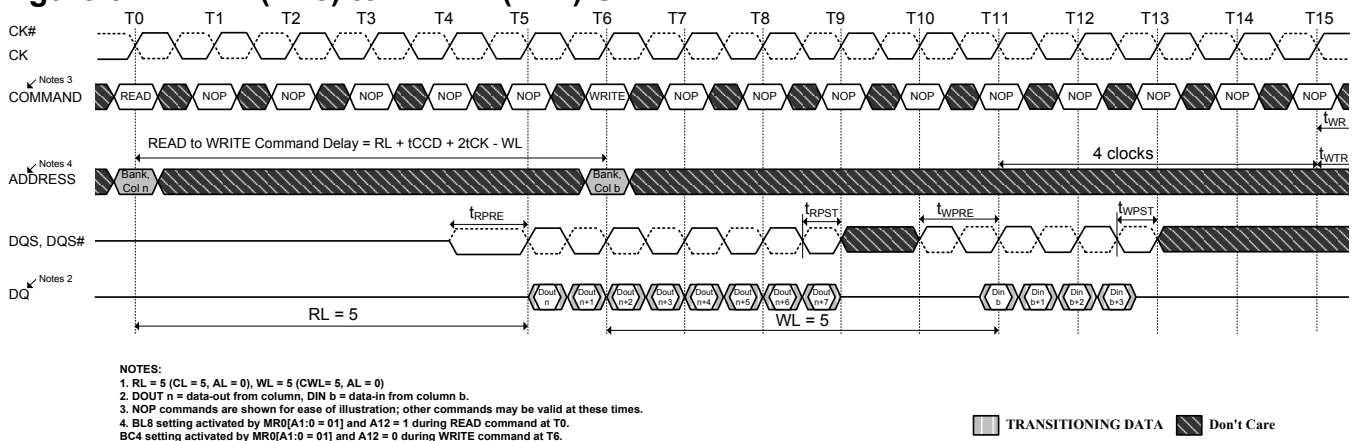 T0 T1 T2 T3 T4 T5 T6 T7 T8 T9 T10 T11 T12 T13 T14 T15
CK#
CK
Notes 3
COMMAND READ NOP NOP NOP NOP NOP WRITE NOP NOP NOP NOP NOP NOP NOP NOP NOP
tWR
READ to WRITE Command Delay = RL + tCCD + 2tCK - WL
4 clocks
tWTR
Notes 4
ADDRESS Bank, Col n Bank, Col b
tRPRE tRPST tWPRE tWPST
DQS, DQS#
Notes 2
DQ Dout n Dout n+1 Dout n+2 Dout n+3 Dout n+4 Dout n+5 Dout n+6 Dout n+7 Din b Din b+1 Din b+2 Din b+3
RL = 5 WL = 5
NOTES:
1. RL = 5 (CL = 5, AL = 0), WL = 5 (CWL= 5, AL = 0)
2. DOUT n = data-out from column, DIN b = data-in from column b.
3. NOP commands are shown for ease of illustration; other commands may be valid at these times.
4. BL8 setting activated by MR0[A1:0 = 01] and A12 = 1 during READ command at T0.
BC4 setting activated by MR0[A1:0 = 01] and A12 = 0 during WRITE command at T6.
TRANSITIONING DATA Don't Care